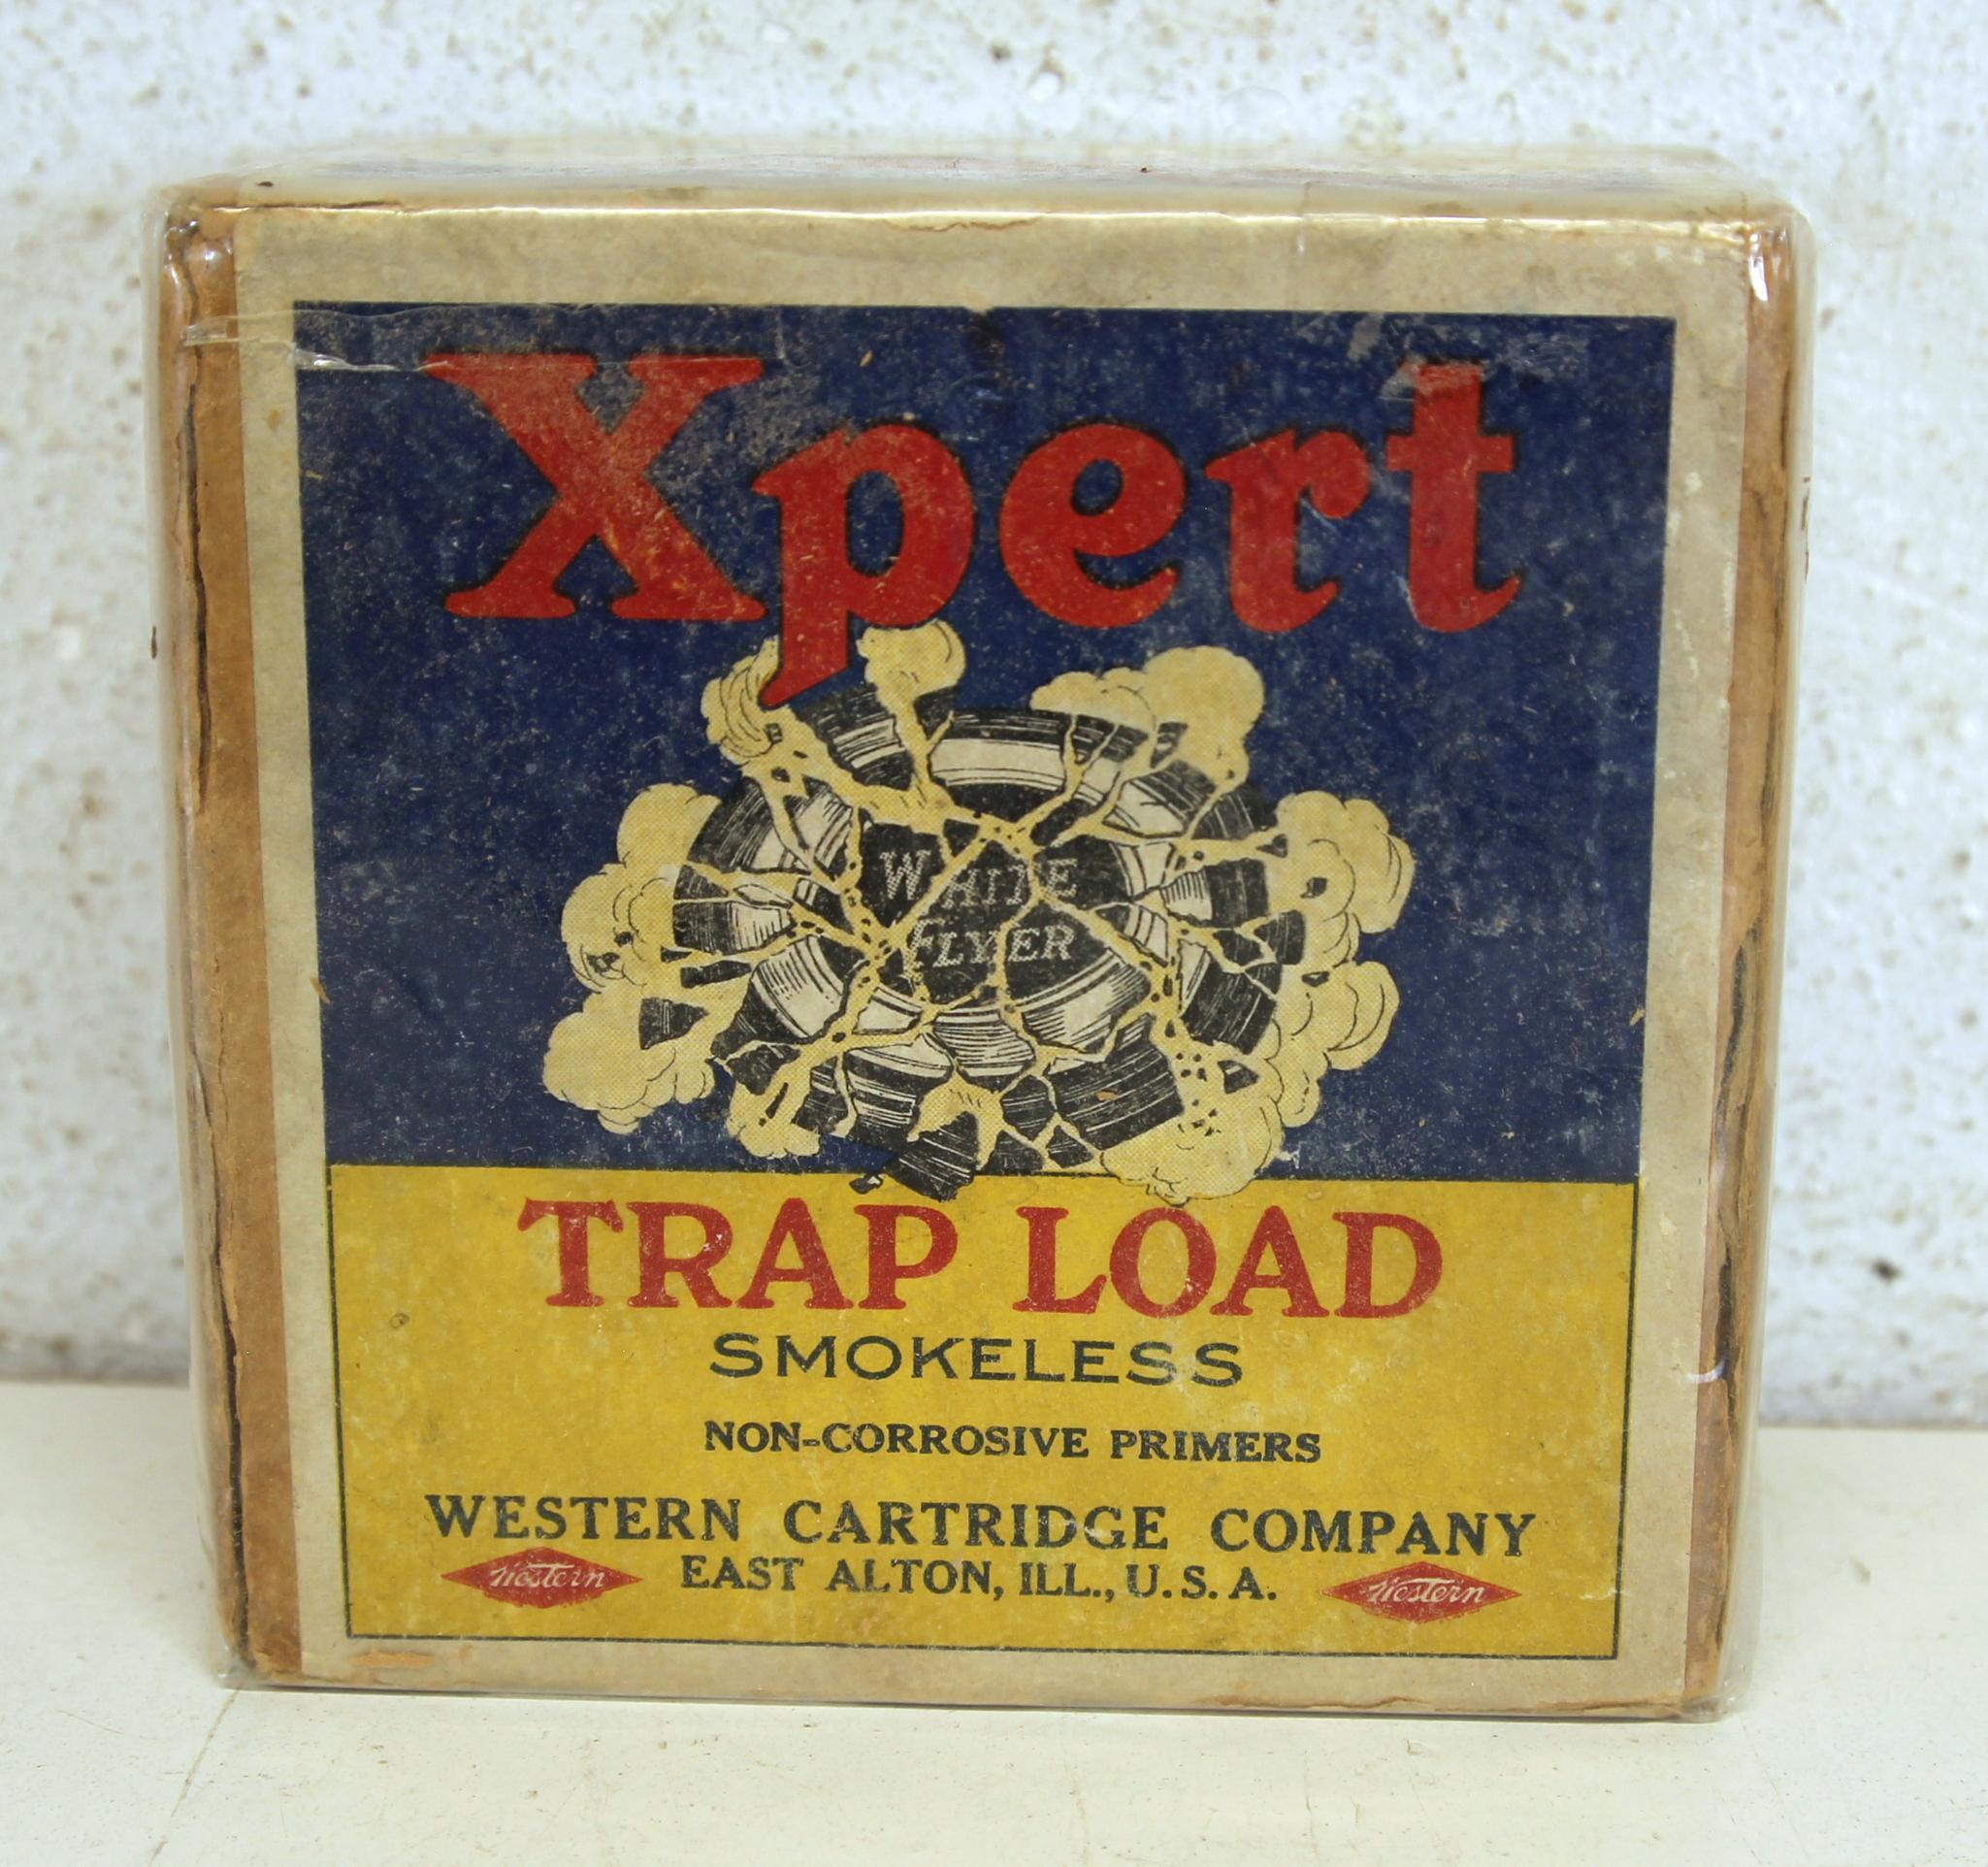 Xpert
WHITE
FLYER
TRAP LOAD
SMOKELESS
NON-CORROSIVE PRIMERS
WESTERN CARTRIDGE COMPANY
Western EAST ALTON, ILL., U.S.A. Western